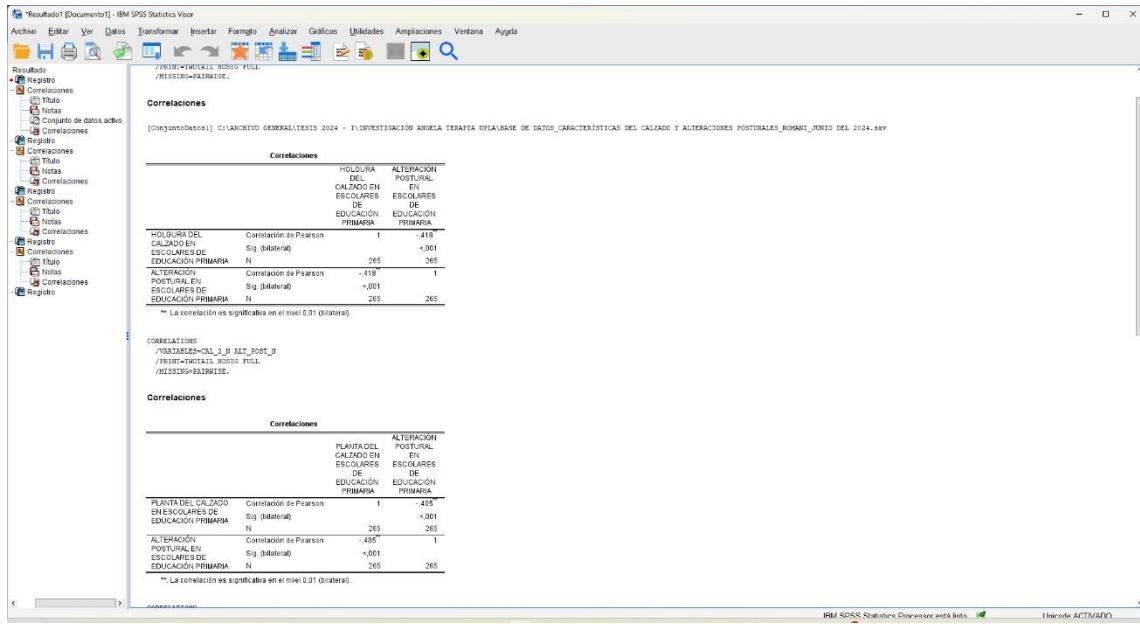 *Resultado1 [Documento1] - IBM SPSS Statistics Visor
Archivo Editar Ver Datos Transformar Insertar Formato Analizar Gráficos Utilidades Ampliaciones Ventana Ayuda
Resultado
Registro
Correlaciones
Título
Notas
Conjunto de datos activo
Correlaciones
Registro
Correlaciones
Título
Notas
Correlaciones
Registro
Correlaciones
Título
Notas
Correlaciones
Registro
Correlaciones
Título
Notas
Correlaciones
Registro
/PRINT=TWOTAIL NOSIG FULL
/MISSING=PAIRWISE.
Correlaciones
[ConjuntoDatos1] C:\ARCHIVO GENERAL\TESIS 2024 - I\INVESTIGACIÓN ANGELA TERAPIA UPLA\BASE DE DATOS_CARACTERÍSTICAS DEL CALZADO Y ALTERACIONES POSTURALES_ROMANI_JUNIO DEL 2024.sav
Correlaciones
HOLGURA DEL CALZADO EN ESCOLARES DE EDUCACIÓN PRIMARIA
ALTERACIÓN POSTURAL EN ESCOLARES DE EDUCACIÓN PRIMARIA
HOLGURA DEL CALZADO EN ESCOLARES DE EDUCACIÓN PRIMARIA
Correlación de Pearson 1 -,418**
Sig. (bilateral) <,001
N 265 265
ALTERACIÓN POSTURAL EN ESCOLARES DE EDUCACIÓN PRIMARIA
Correlación de Pearson -,418** 1
Sig. (bilateral) <,001
N 265 265
**. La correlación es significativa en el nivel 0,01 (bilateral).
CORRELATIONS
/VARIABLES=CAL_2_N ALT_POST_N
/PRINT=TWOTAIL NOSIG FULL
/MISSING=PAIRWISE.
Correlaciones
Correlaciones
PLANTA DEL CALZADO EN ESCOLARES DE EDUCACIÓN PRIMARIA
ALTERACIÓN POSTURAL EN ESCOLARES DE EDUCACIÓN PRIMARIA
PLANTA DEL CALZADO EN ESCOLARES DE EDUCACIÓN PRIMARIA
Correlación de Pearson 1 -,405**
Sig. (bilateral) <,001
N 265 265
ALTERACIÓN POSTURAL EN ESCOLARES DE EDUCACIÓN PRIMARIA
Correlación de Pearson -,405** 1
Sig. (bilateral) <,001
N 265 265
**. La correlación es significativa en el nivel 0,01 (bilateral).
CORRELATIONS
IBM SPSS Statistics Processor está listo Unicode:ACTIVADO